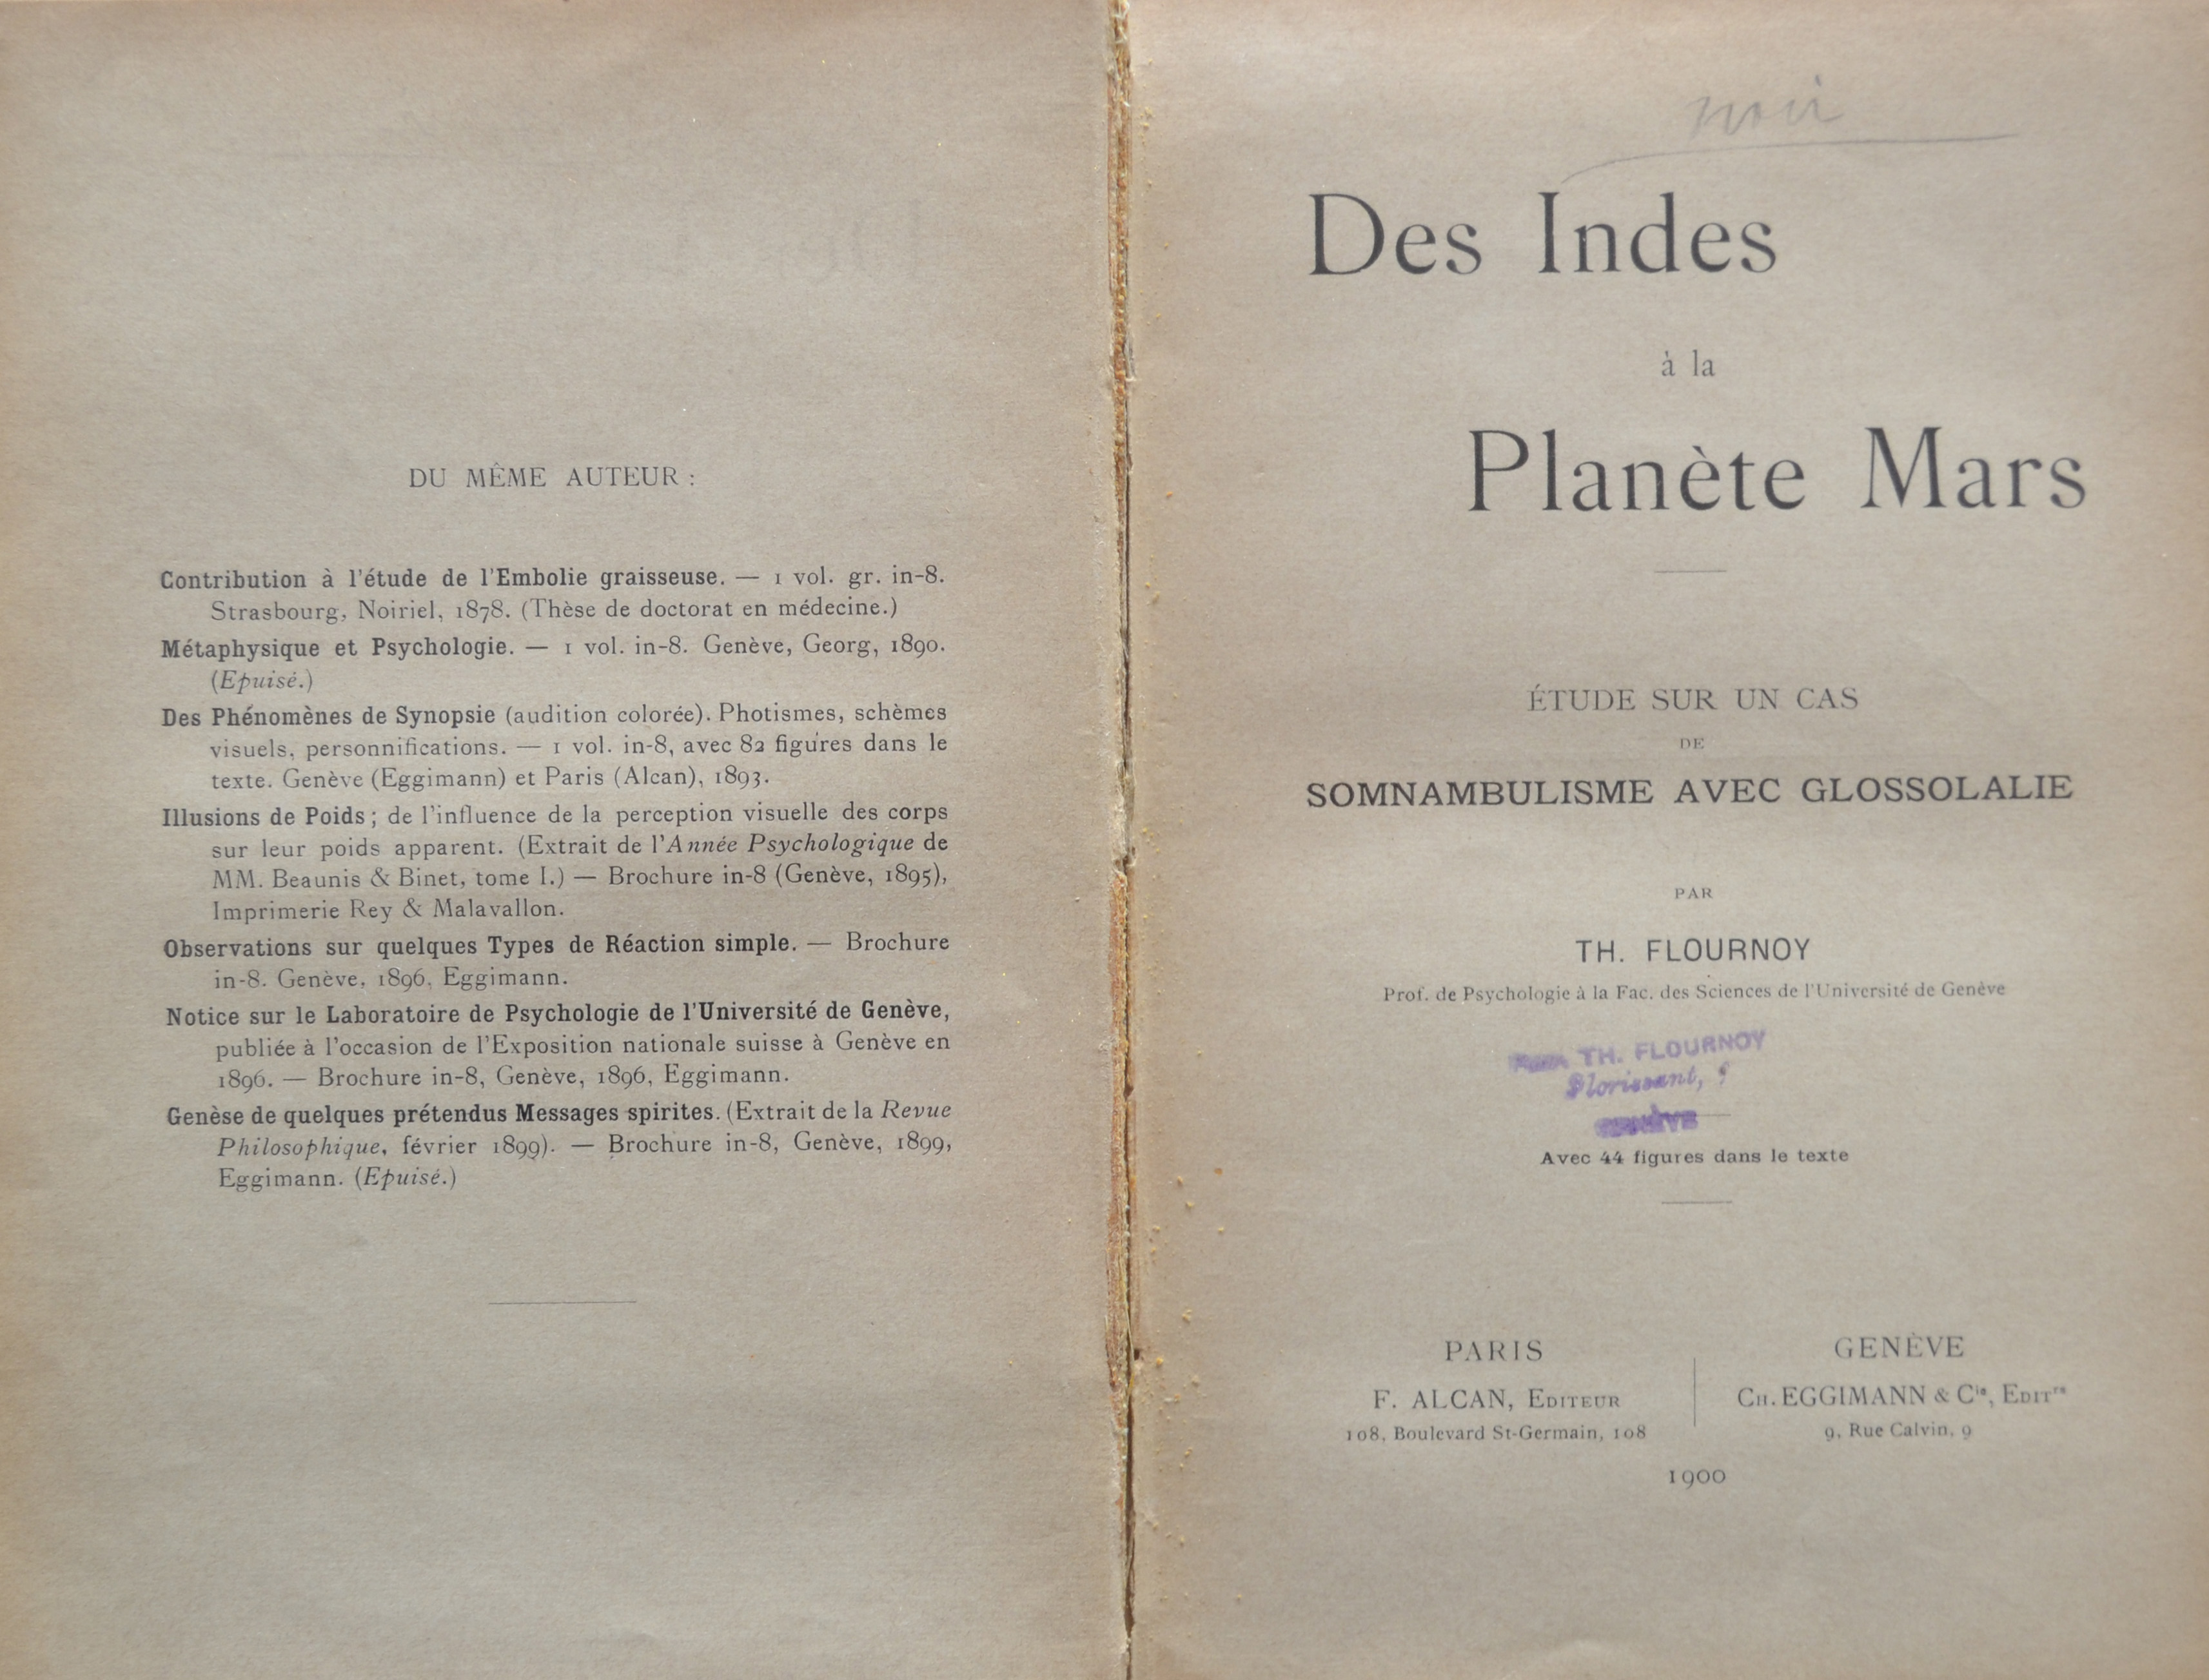 DU MÊME AUTEUR :
Contribution à l'étude de l'Embolie graisseuse. — 1 vol. gr. in-8.
Strasbourg, Noiriel, 1878. (Thèse de doctorat en médecine.)
Métaphysique et Psychologie. — 1 vol. in-8. Genève, Georg, 1890.
(Epuisé.)
Des Phénomènes de Synopsie (audition colorée). Photismes, schèmes
visuels, personnifications. — 1 vol. in-8, avec 82 figures dans le
texte. Genève (Eggimann) et Paris (Alcan), 1893.
Illusions de Poids ; de l'influence de la perception visuelle des corps
sur leur poids apparent. (Extrait de l'Année Psychologique de
MM. Beaunis & Binet, tome I.) — Brochure in-8 (Genève, 1895),
Imprimerie Rey & Malavallon.
Observations sur quelques Types de Réaction simple. — Brochure
in-8. Genève, 1896, Eggimann.
Notice sur le Laboratoire de Psychologie de l'Université de Genève,
publiée à l'occasion de l'Exposition nationale suisse à Genève en
1896. — Brochure in-8, Genève, 1896, Eggimann.
Genèse de quelques prétendus Messages spirites. (Extrait de la Revue
Philosophique, février 1899). — Brochure in-8, Genève, 1899,
Eggimann. (Epuisé.)
noir
Des Indes
à la
Planète Mars
ÉTUDE SUR UN CAS
DE
SOMNAMBULISME AVEC GLOSSOLALIE
PAR
TH. FLOURNOY
Prof. de Psychologie à la Fac. des Sciences de l'Université de Genève
TH. FLOURNOY
Florissant, 9
GENÈVE
Avec 44 figures dans le texte
PARIS
F. ALCAN, EDITEUR
108, Boulevard St-Germain, 108
GENÈVE
CH. EGGIMANN & Cie, EDITrs
9, Rue Calvin, 9
1900